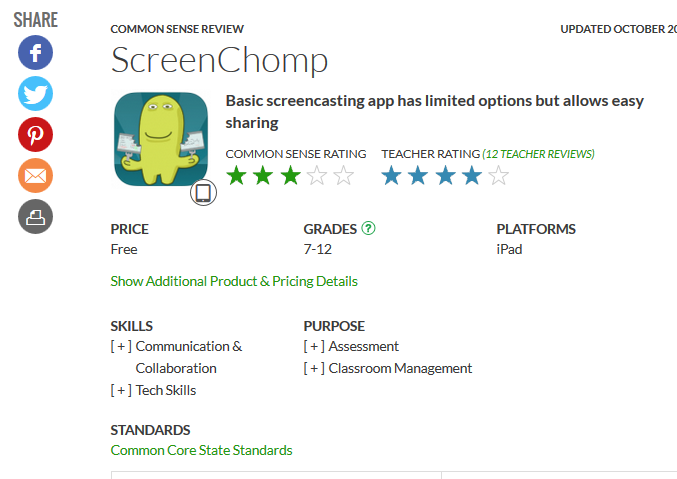 SHARE
COMMON SENSE REVIEW
UPDATED OCTOBER
ScreenChomp
Basic screencasting app has limited options but allows easy
sharing
COMMON SENSE RATING
TEACHER RATING (12 TEACHER REVIEWS)
PRICE
GRADES ?
PLATFORMS
Free
7-12
iPad
Show Additional Product & Pricing Details
SKILLS
PURPOSE
[ + ] Communication &
Collaboration
[ + ] Tech Skills
[ + ] Assessment
[ + ] Classroom Management
STANDARDS
Common Core State Standards